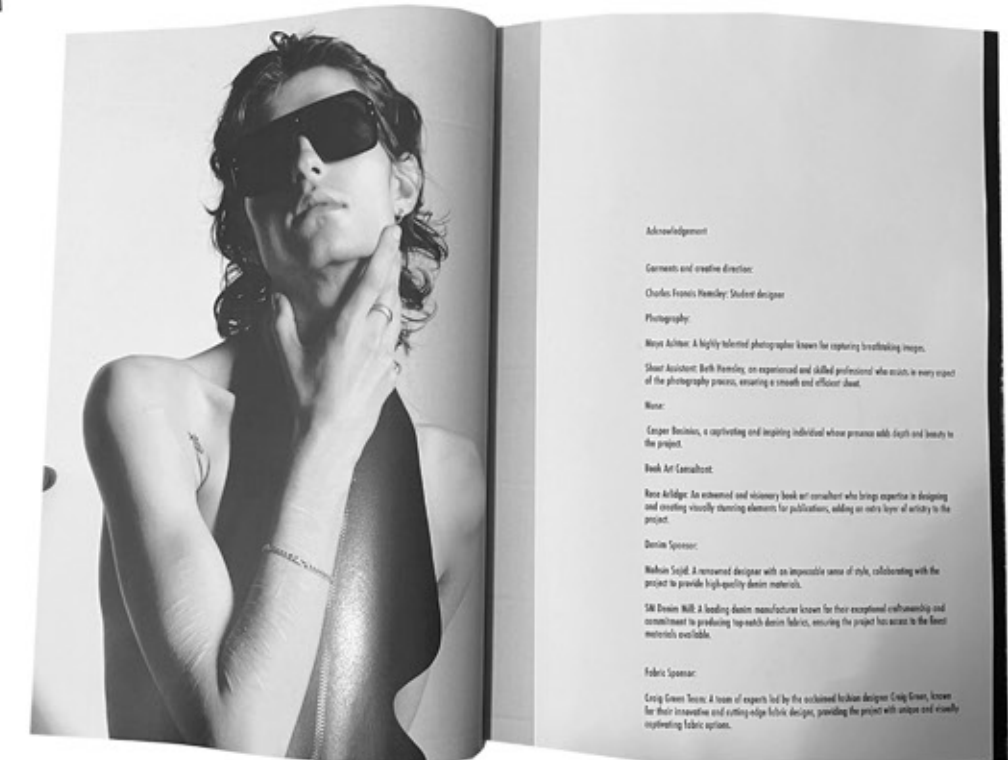 Acknowledgement
Garments and creative direction:
Charles Francis Hemsley: Student designer
Photography:
Maya Ashton: A highly talented photographer known for capturing breathtaking images.
Shoot Assistant: Beth Hemsley, an experienced and skilled professional who assists in every aspect
of the photography process, ensuring a smooth and efficient shoot.
Muse:
Casper Bosinius, a captivating and inspiring individual whose presence adds depth and beauty to
the project.
Book Art Consultant:
Rose Arlidge: An esteemed and visionary book art consultant who brings expertise in designing
and creating visually stunning elements for publications, adding an extra layer of artistry to the
project.
Denim Sponsor:
Mohsin Sajid: A renowned designer with an impeccable sense of style, collaborating with the
project to provide high-quality denim materials.
SM Denim Mill: A leading denim manufacturer known for their exceptional craftsmanship and
commitment to producing top-notch denim fabrics, ensuring the project has access to the finest
materials available.
Fabric Sponsor:
Craig Green Team: A team of experts led by the acclaimed fashion designer Craig Green, known
for their innovative and cutting-edge fabric designs, providing the project with unique and visually
captivating fabric options.